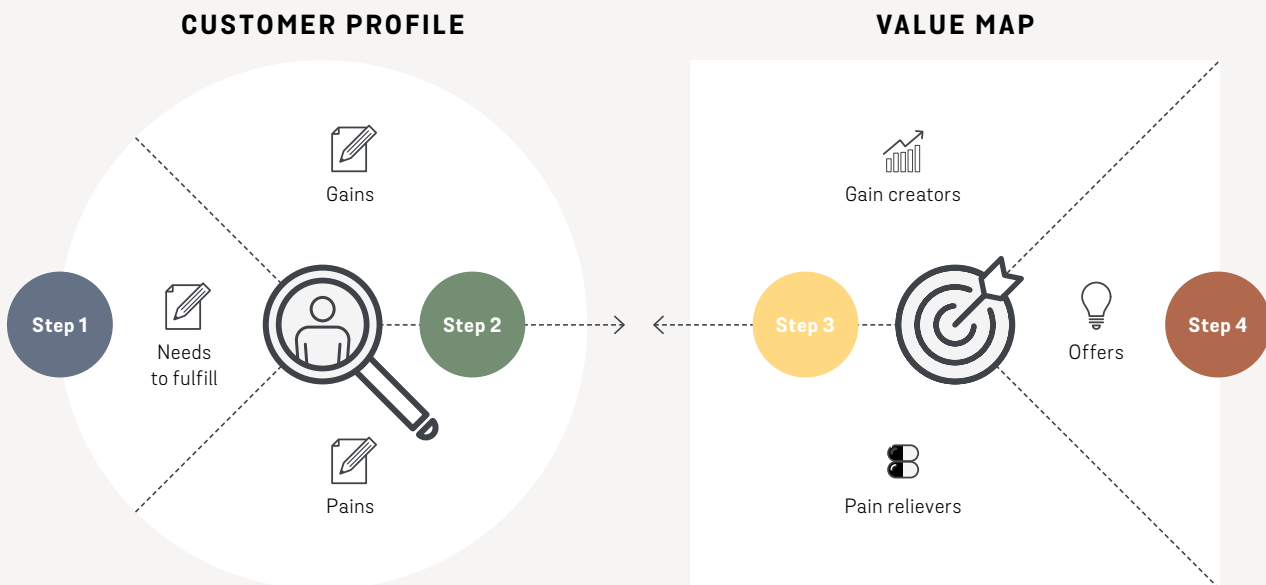 CUSTOMER PROFILE
VALUE MAP
Gains
Step 1
Needs
to fulfill
Step 2
Pains
Gain creators
Step 3
Offers
Step 4
Pain relievers